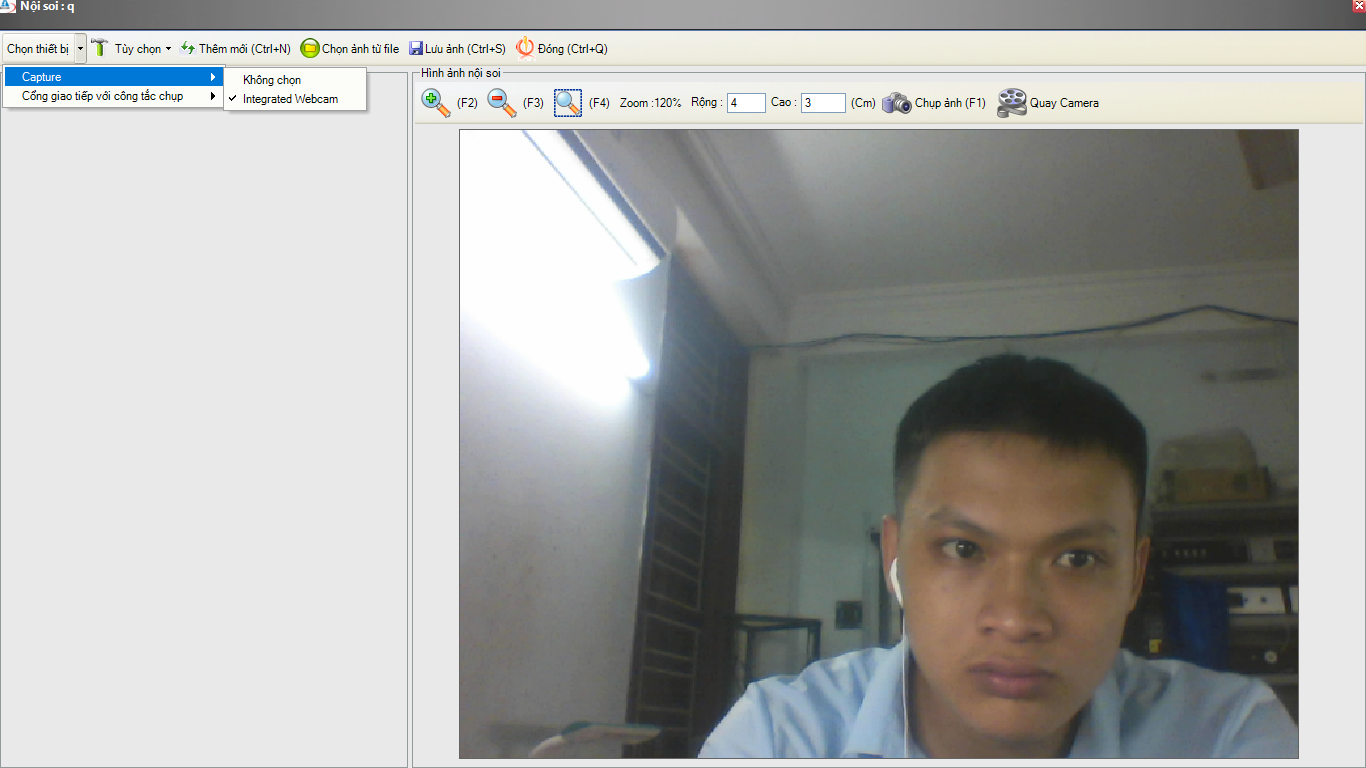 Nội soi : q
Chọn thiết bị Tùy chọn Thêm mới (Ctrl+N) Chọn ảnh từ file Lưu ảnh (Ctrl+S) Đóng (Ctrl+Q)
Capture
Cổng giao tiếp với công tắc chụp
Không chọn
Integrated Webcam
Hình ảnh nội soi
(F2) (F3) (F4) Zoom :120% Rộng : 4 Cao : 3 (Cm) Chụp ảnh (F1) Quay Camera